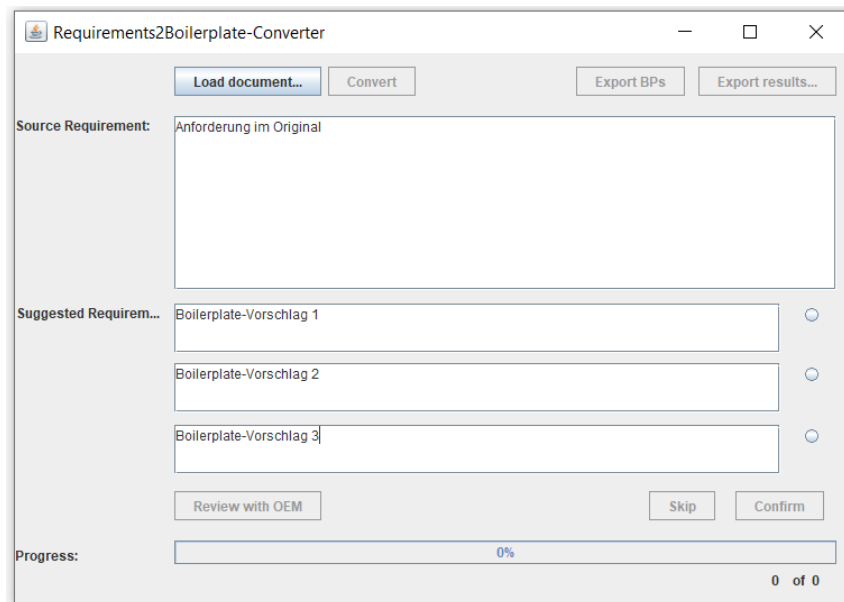 Requirements2Boilerplate-Converter
Load document... Convert Export BPs Export results...
Source Requirement: Anforderung im Original
Suggested Requirem... Boilerplate-Vorschlag 1
Boilerplate-Vorschlag 2
Boilerplate-Vorschlag 3
Review with OEM Skip Confirm
Progress: 0%
0 of 0